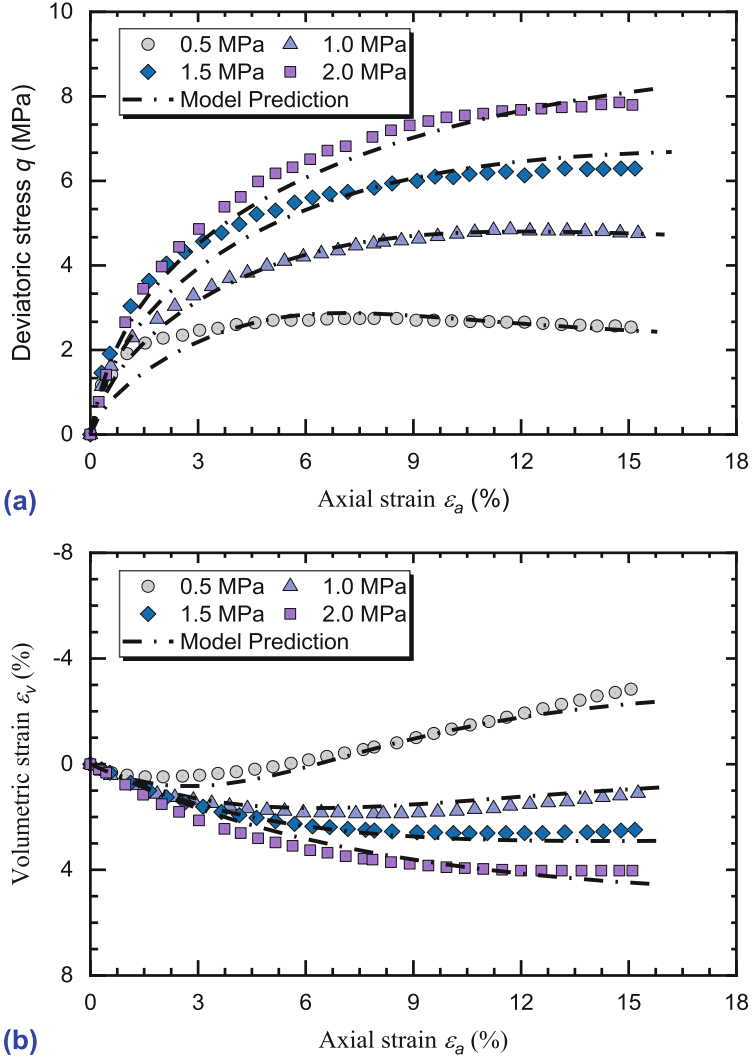 10
8
6
4
2
0
Deviatoric stress q (MPa)
0.5 MPa 1.0 MPa
1.5 MPa 2.0 MPa
Model Prediction
0 3 6 9 12 15 18
Axial strain εa (%)
(a)
-8
-4
0
4
8
Volumetric strain εv (%)
0.5 MPa 1.0 MPa
1.5 MPa 2.0 MPa
Model Prediction
0 3 6 9 12 15 18
Axial strain εa (%)
(b)